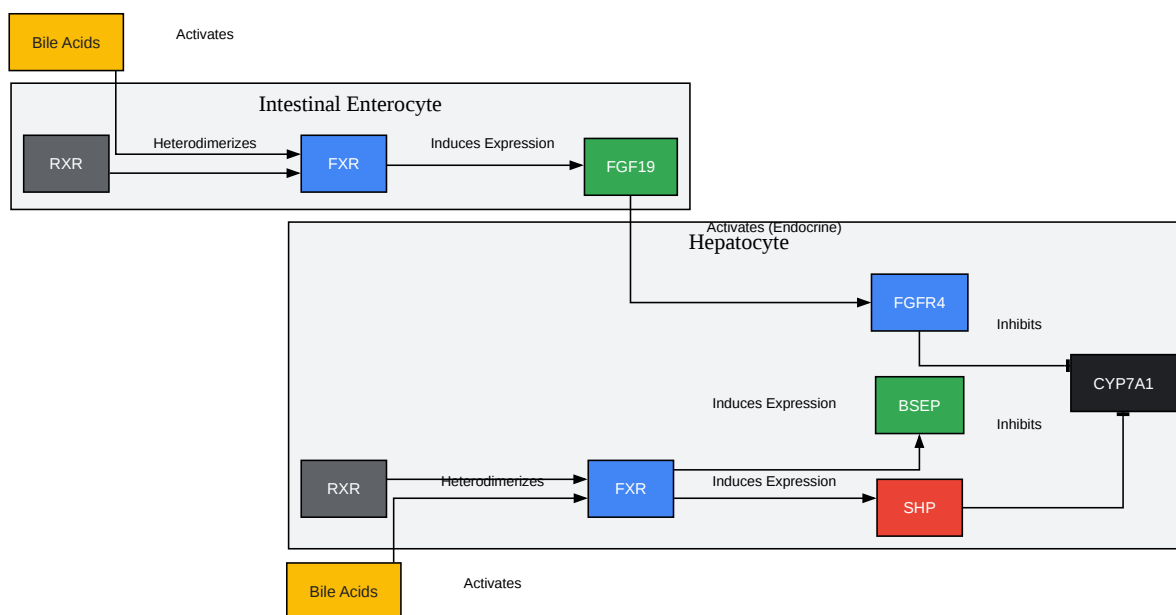 Bile Acids
Activates
Intestinal Enterocyte
RXR
Heterodimerizes
FXR
Induces Expression
FGF19
Activates (Endocrine)
Hepatocyte
FGFR4
Inhibits
CYP7A1
Induces Expression
BSEP
Inhibits
RXR
Heterodimerizes
FXR
Induces Expression
SHP
Bile Acids
Activates